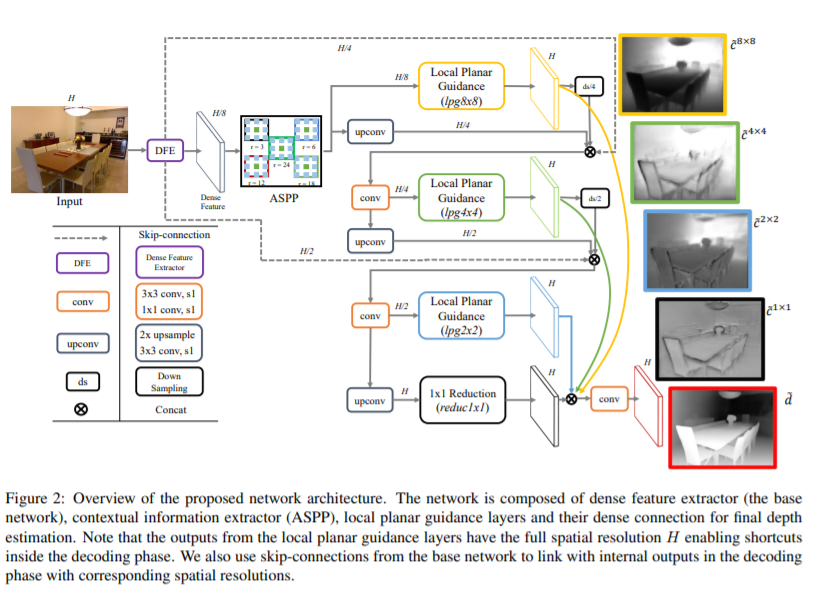 H/4
H
H/8
Local Planar
Guidance
(lpg8x8)
H
ds/4
c̃8×8
Input
DFE
H/8
Dense
Feature
r = 3
r = 6
r = 24
r = 12
r = 18
ASPP
upconv
H/4
conv
H/4
Local Planar
Guidance
(lpg4x4)
H
ds/2
c̃4×4
upconv
H/2
H/2
c̃2×2
conv
H/2
Local Planar
Guidance
(lpg2x2)
H
c̃1×1
upconv
H
1x1 Reduction
(reduc1x1)
H
conv
H
d̃
Skip-connection
DFE
Dense Feature
Extractor
conv
3x3 conv, s1
1x1 conv, s1
upconv
2x upsample
3x3 conv, s1
ds
Down
Sampling
Concat
Figure 2: Overview of the proposed network architecture. The network is composed of dense feature extractor (the base
network), contextual information extractor (ASPP), local planar guidance layers and their dense connection for final depth
estimation. Note that the outputs from the local planar guidance layers have the full spatial resolution H enabling shortcuts
inside the decoding phase. We also use skip-connections from the base network to link with internal outputs in the decoding
phase with corresponding spatial resolutions.